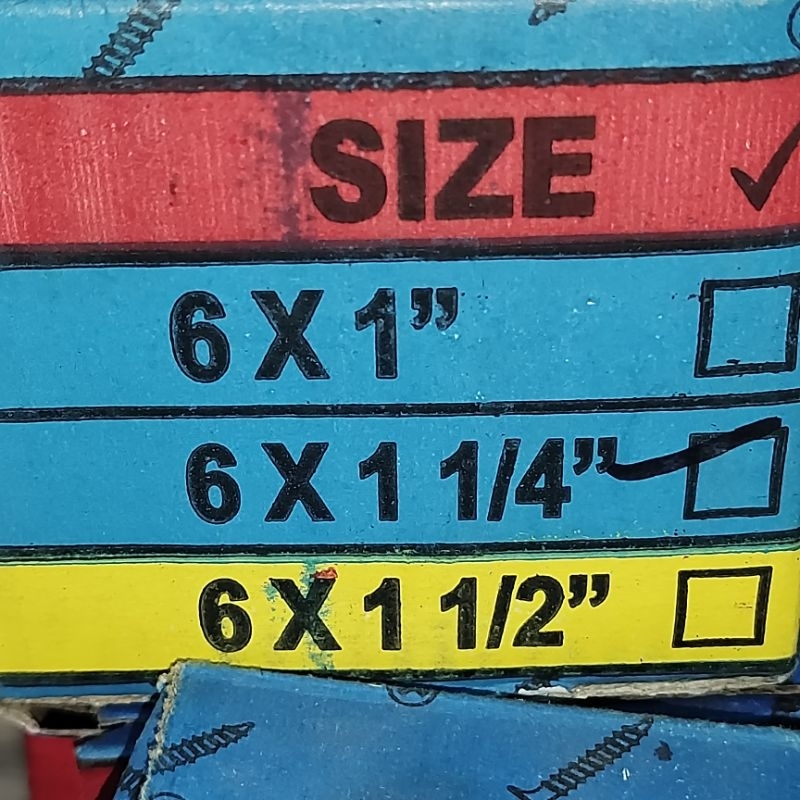 SIZE ✓
6 X 1”
6 X 1 1/4”
6 X 1 1/2”